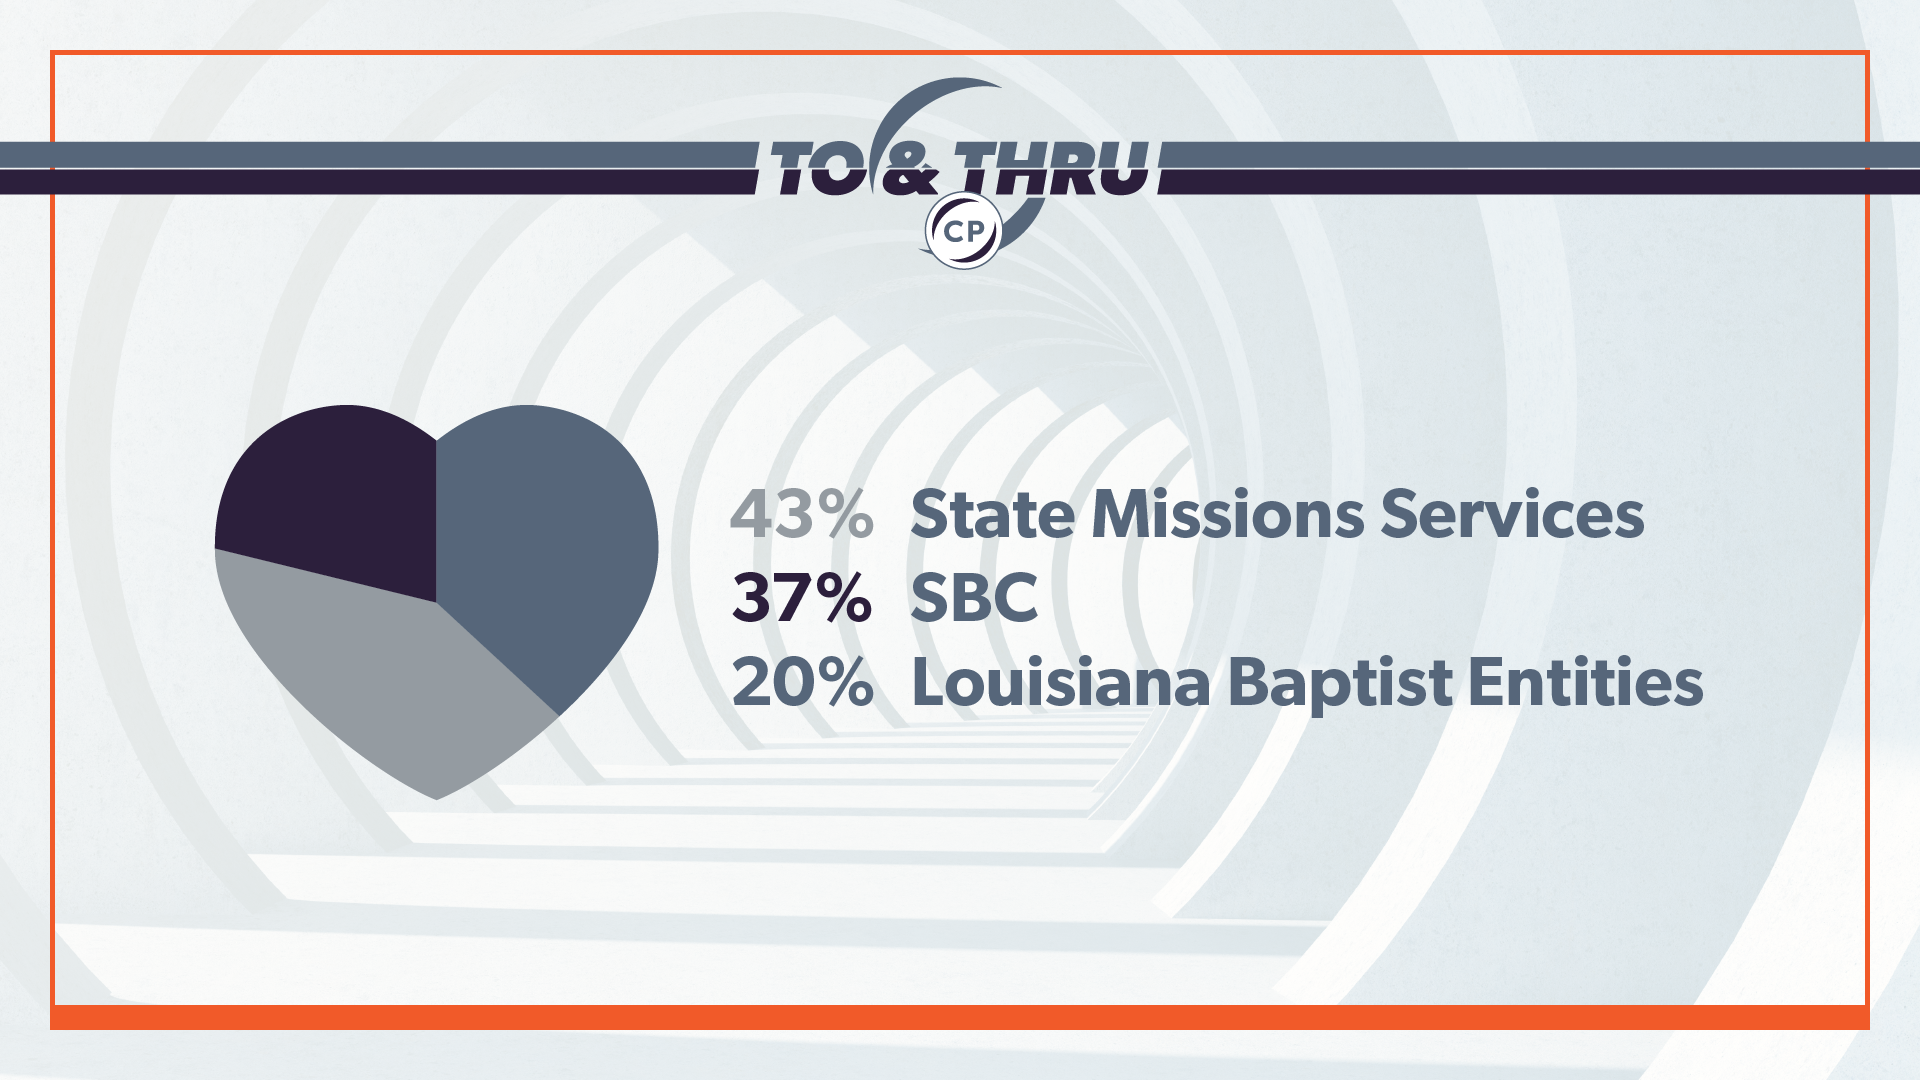 TO & THRU
CP
43% State Missions Services
37% SBC
20% Louisiana Baptist Entities